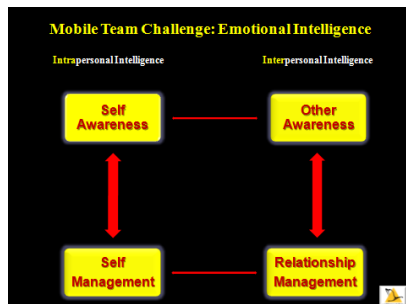 Mobile Team Challenge: Emotional Intelligence
Intrapersonal Intelligence
Interpersonal Intelligence
Self
Awareness
Other
Awareness
Self
Management
Relationship
Management